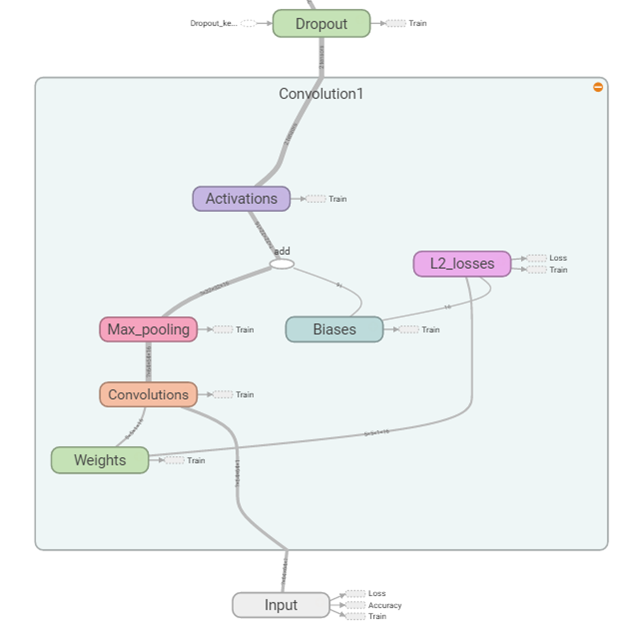 Dropout_ke...
Dropout
Train
Convolution1
Activations
Train
add
L2_losses
Loss
Train
Max_pooling
Train
Biases
Train
Convolutions
Train
Weights
Train
Input
Loss
Accuracy
Train